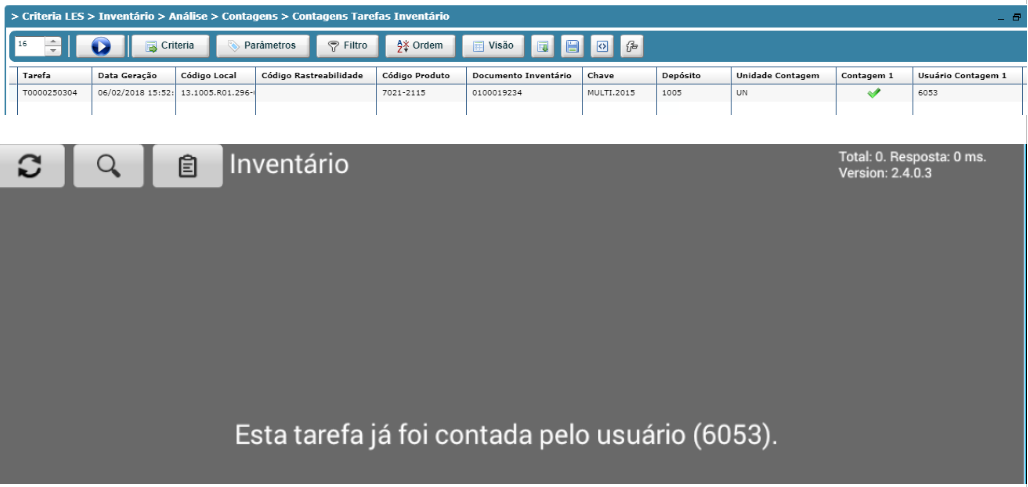 > Criteria LES > Inventário > Análise > Contagens > Contagens Tarefas Inventário
16 Criteria Parâmetros Filtro Ordem Visão
Tarefa Data Geração Código Local Código Rastreabilidade Código Produto Documento Inventário Chave Depósito Unidade Contagem Contagem 1 Usuário Contagem 1
T0000250304 06/02/2018 15:52: 13.1005.R01.296- 7021-2115 0100019234 MULTI.2015 1005 UN 6053
Inventário
Total: 0. Resposta: 0 ms.
Version: 2.4.0.3
Esta tarefa já foi contada pelo usuário (6053).